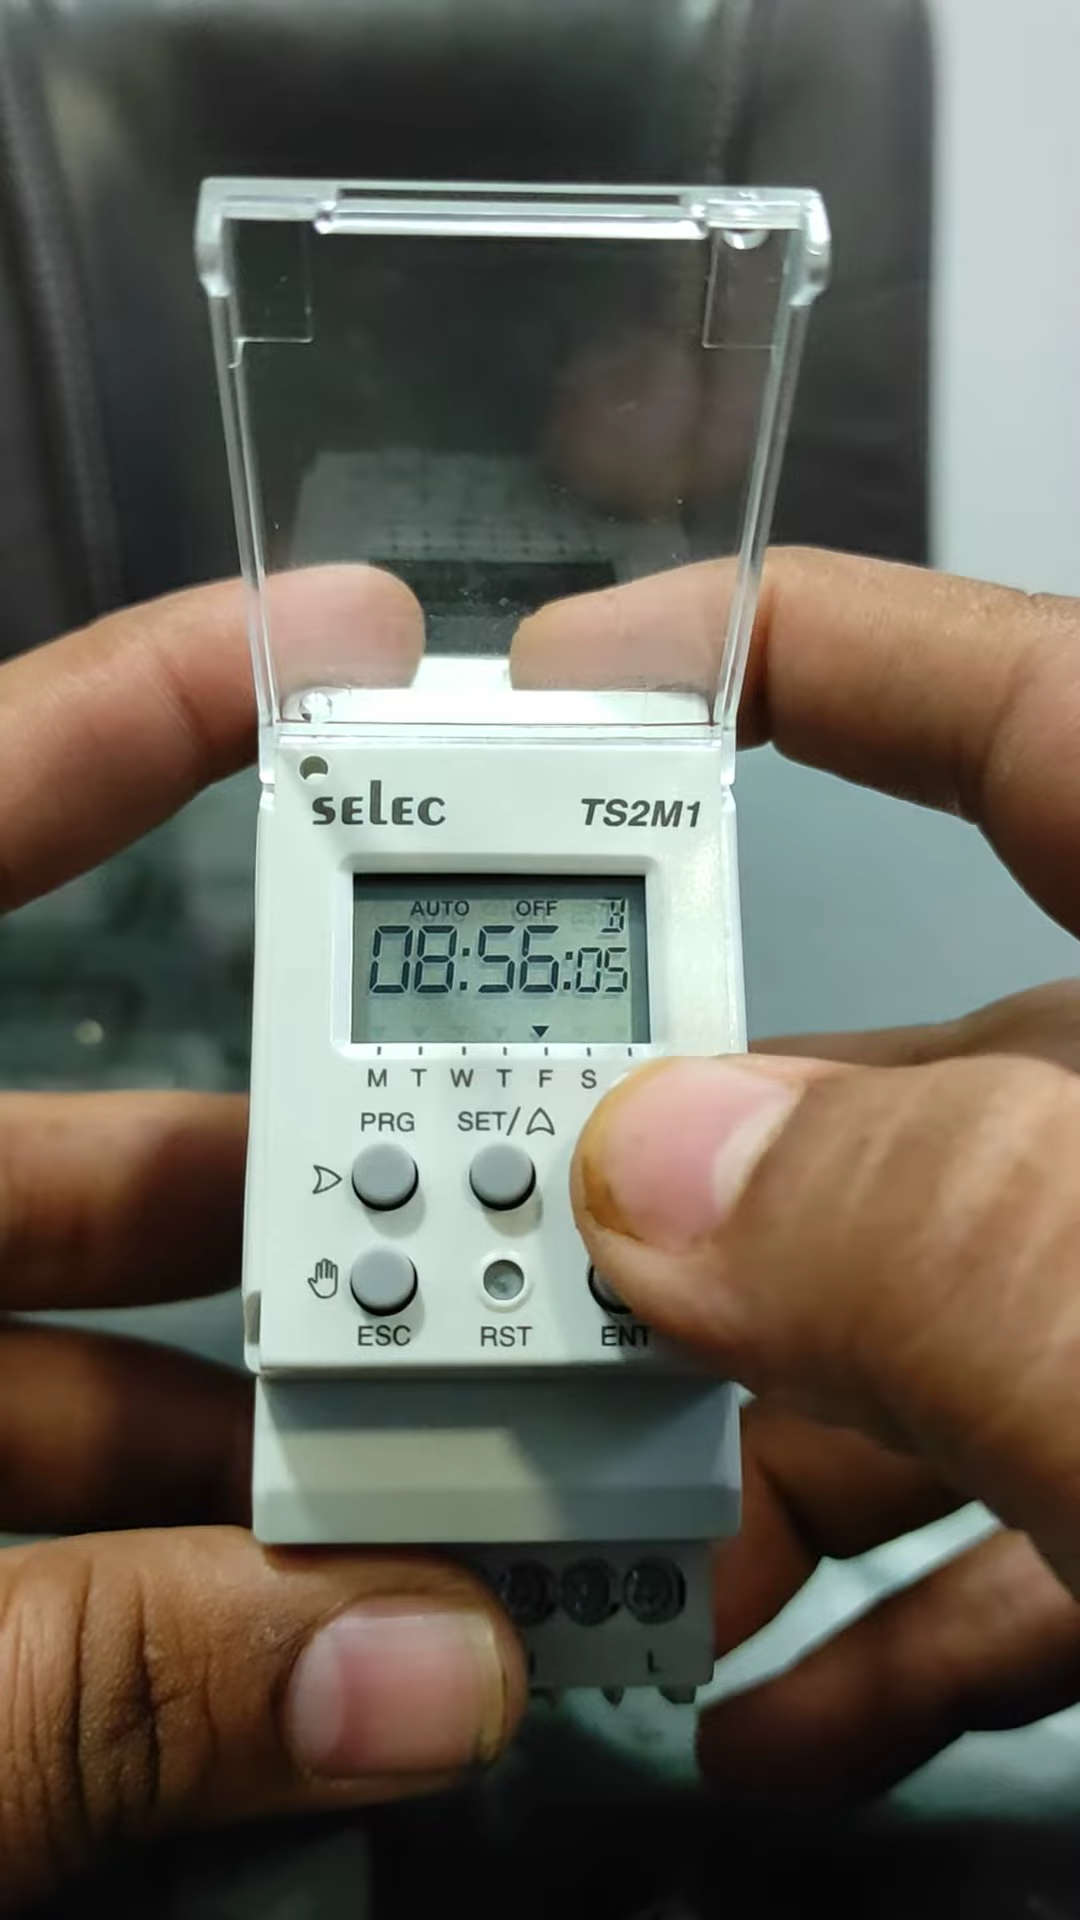 SELEC TS2M1
AUTO OFF
08:56:05
M T W T F S
PRG SET/
ESC RST ENT
L